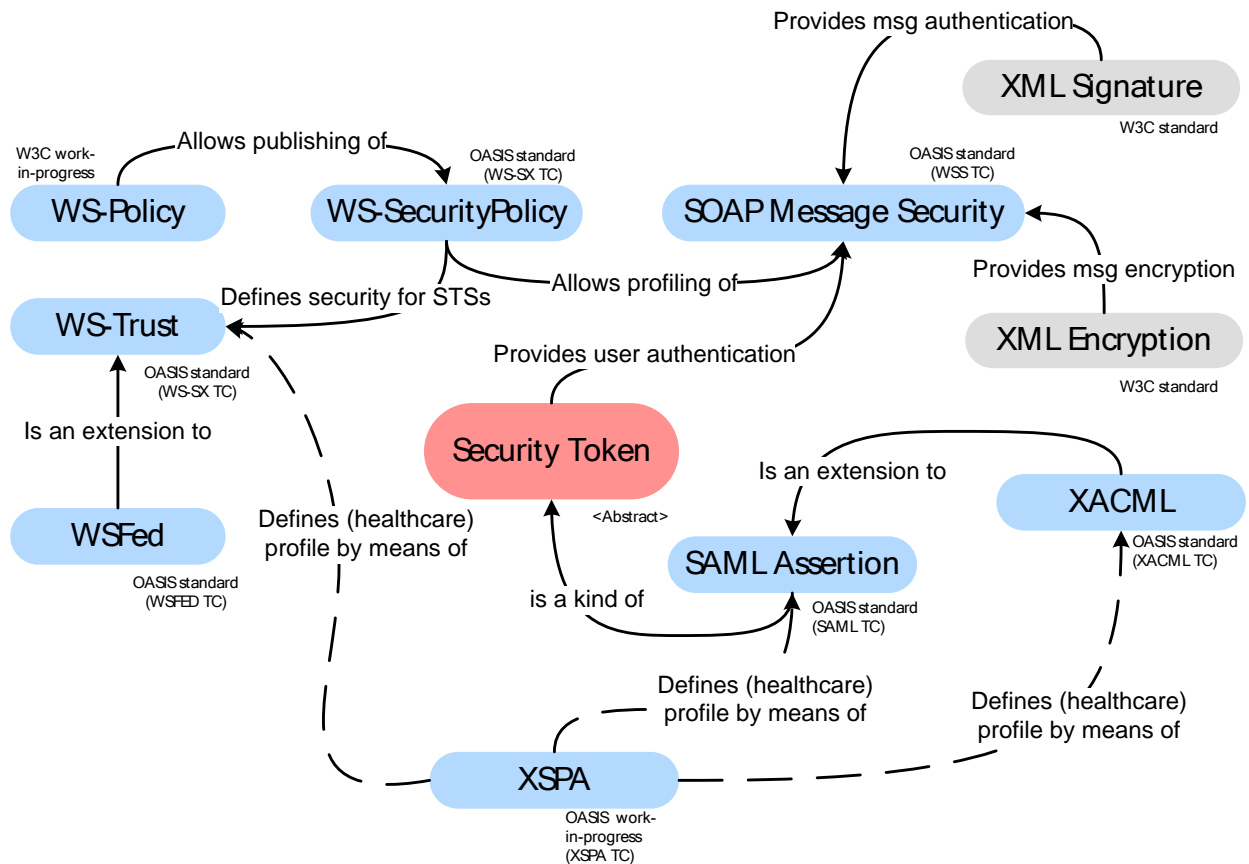 Provides msg authentication
XML Signature
W3C standard
Allows publishing of
W3C work-
in-progress
WS-Policy
OASIS standard
(WS-SX TC)
WS-SecurityPolicy
OASIS standard
(WSS TC)
SOAP Message Security
Provides msg encryption
XML Encryption
W3C standard
Allows profiling of
Defines security for STSs
WS-Trust
OASIS standard
(WS-SX TC)
Provides user authentication
Is an extension to
Security Token
<Abstract>
Is an extension to
XACML
OASIS standard
(XACML TC)
WSFed
OASIS standard
(WSFED TC)
Defines (healthcare)
profile by means of
SAML Assertion
OASIS standard
(SAML TC)
is a kind of
Defines (healthcare)
profile by means of
Defines (healthcare)
profile by means of
XSPA
OASIS work-
in-progress
(XSPA TC)